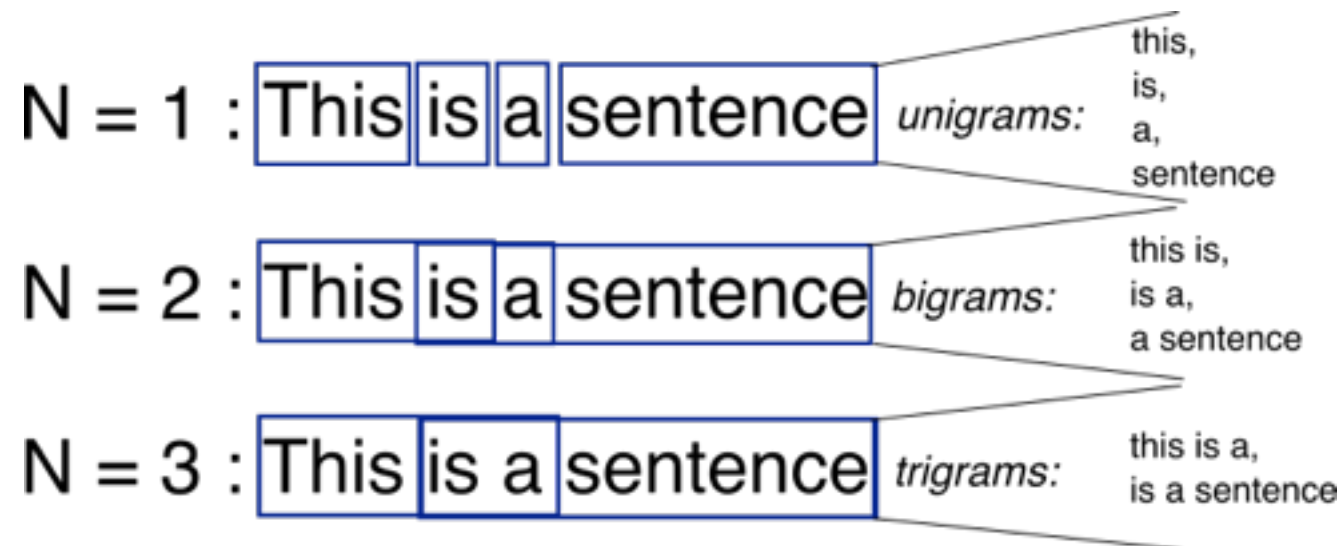 N = 1 : This is a sentence unigrams:
this,
is,
a,
sentence
N = 2 : This is a sentence bigrams:
this is,
is a,
a sentence
N = 3 : This is a sentence trigrams:
this is a,
is a sentence